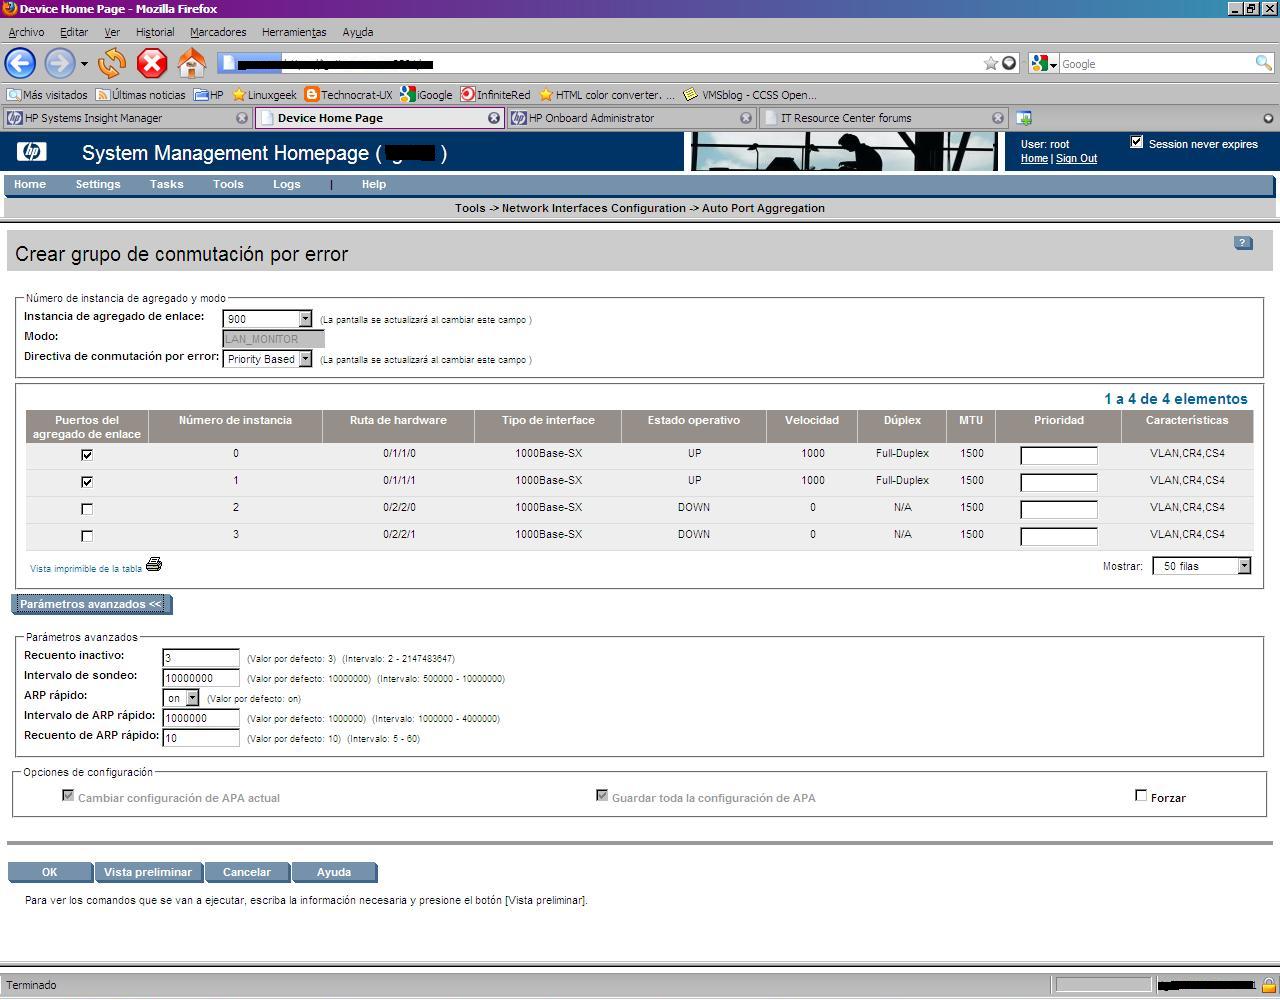 Device Home Page - Mozilla Firefox
Archivo Editar Ver Historial Marcadores Herramientas Ayuda
Google
Más visitados Últimas noticias HP Linuxgeek Technocrat-UX iGoogle InfiniteRed HTML color converter. ... VMSblog - CCSS Open...
HP Systems Insight Manager Device Home Page HP Onboard Administrator IT Resource Center forums
hp System Management Homepage ( )
User: root
Home | Sign Out
Session never expires
Home Settings Tasks Tools Logs | Help
Tools -> Network Interfaces Configuration -> Auto Port Aggregation
Crear grupo de conmutación por error
?
Número de instancia de agregado y modo
Instancia de agregado de enlace: 900 (La pantalla se actualizará al cambiar este campo )
Modo: LAN_MONITOR
Directiva de conmutación por error: Priority Based (La pantalla se actualizará al cambiar este campo )
1 a 4 de 4 elementos
Puertos del agregado de enlace Número de instancia Ruta de hardware Tipo de interface Estado operativo Velocidad Dúplex MTU Prioridad Características
0 0/1/1/0 1000Base-SX UP 1000 Full-Duplex 1500 VLAN,CR4,CS4
1 0/1/1/1 1000Base-SX UP 1000 Full-Duplex 1500 VLAN,CR4,CS4
2 0/2/2/0 1000Base-SX DOWN 0 N/A 1500 VLAN,CR4,CS4
3 0/2/2/1 1000Base-SX DOWN 0 N/A 1500 VLAN,CR4,CS4
Vista imprimible de la tabla Mostrar: 50 filas
Parámetros avanzados <<
Parámetros avanzados
Recuento inactivo: 3 (Valor por defecto: 3) (Intervalo: 2 - 2147483647)
Intervalo de sondeo: 10000000 (Valor por defecto: 10000000) (Intervalo: 500000 - 10000000)
ARP rápido: on (Valor por defecto: on)
Intervalo de ARP rápido: 1000000 (Valor por defecto: 1000000) (Intervalo: 1000000 - 4000000)
Recuento de ARP rápido: 10 (Valor por defecto: 10) (Intervalo: 5 - 60)
Opciones de configuración
Cambiar configuración de APA actual Guardar toda la configuración de APA Forzar
OK Vista preliminar Cancelar Ayuda
Para ver los comandos que se van a ejecutar, escriba la información necesaria y presione el botón [Vista preliminar].
Terminado